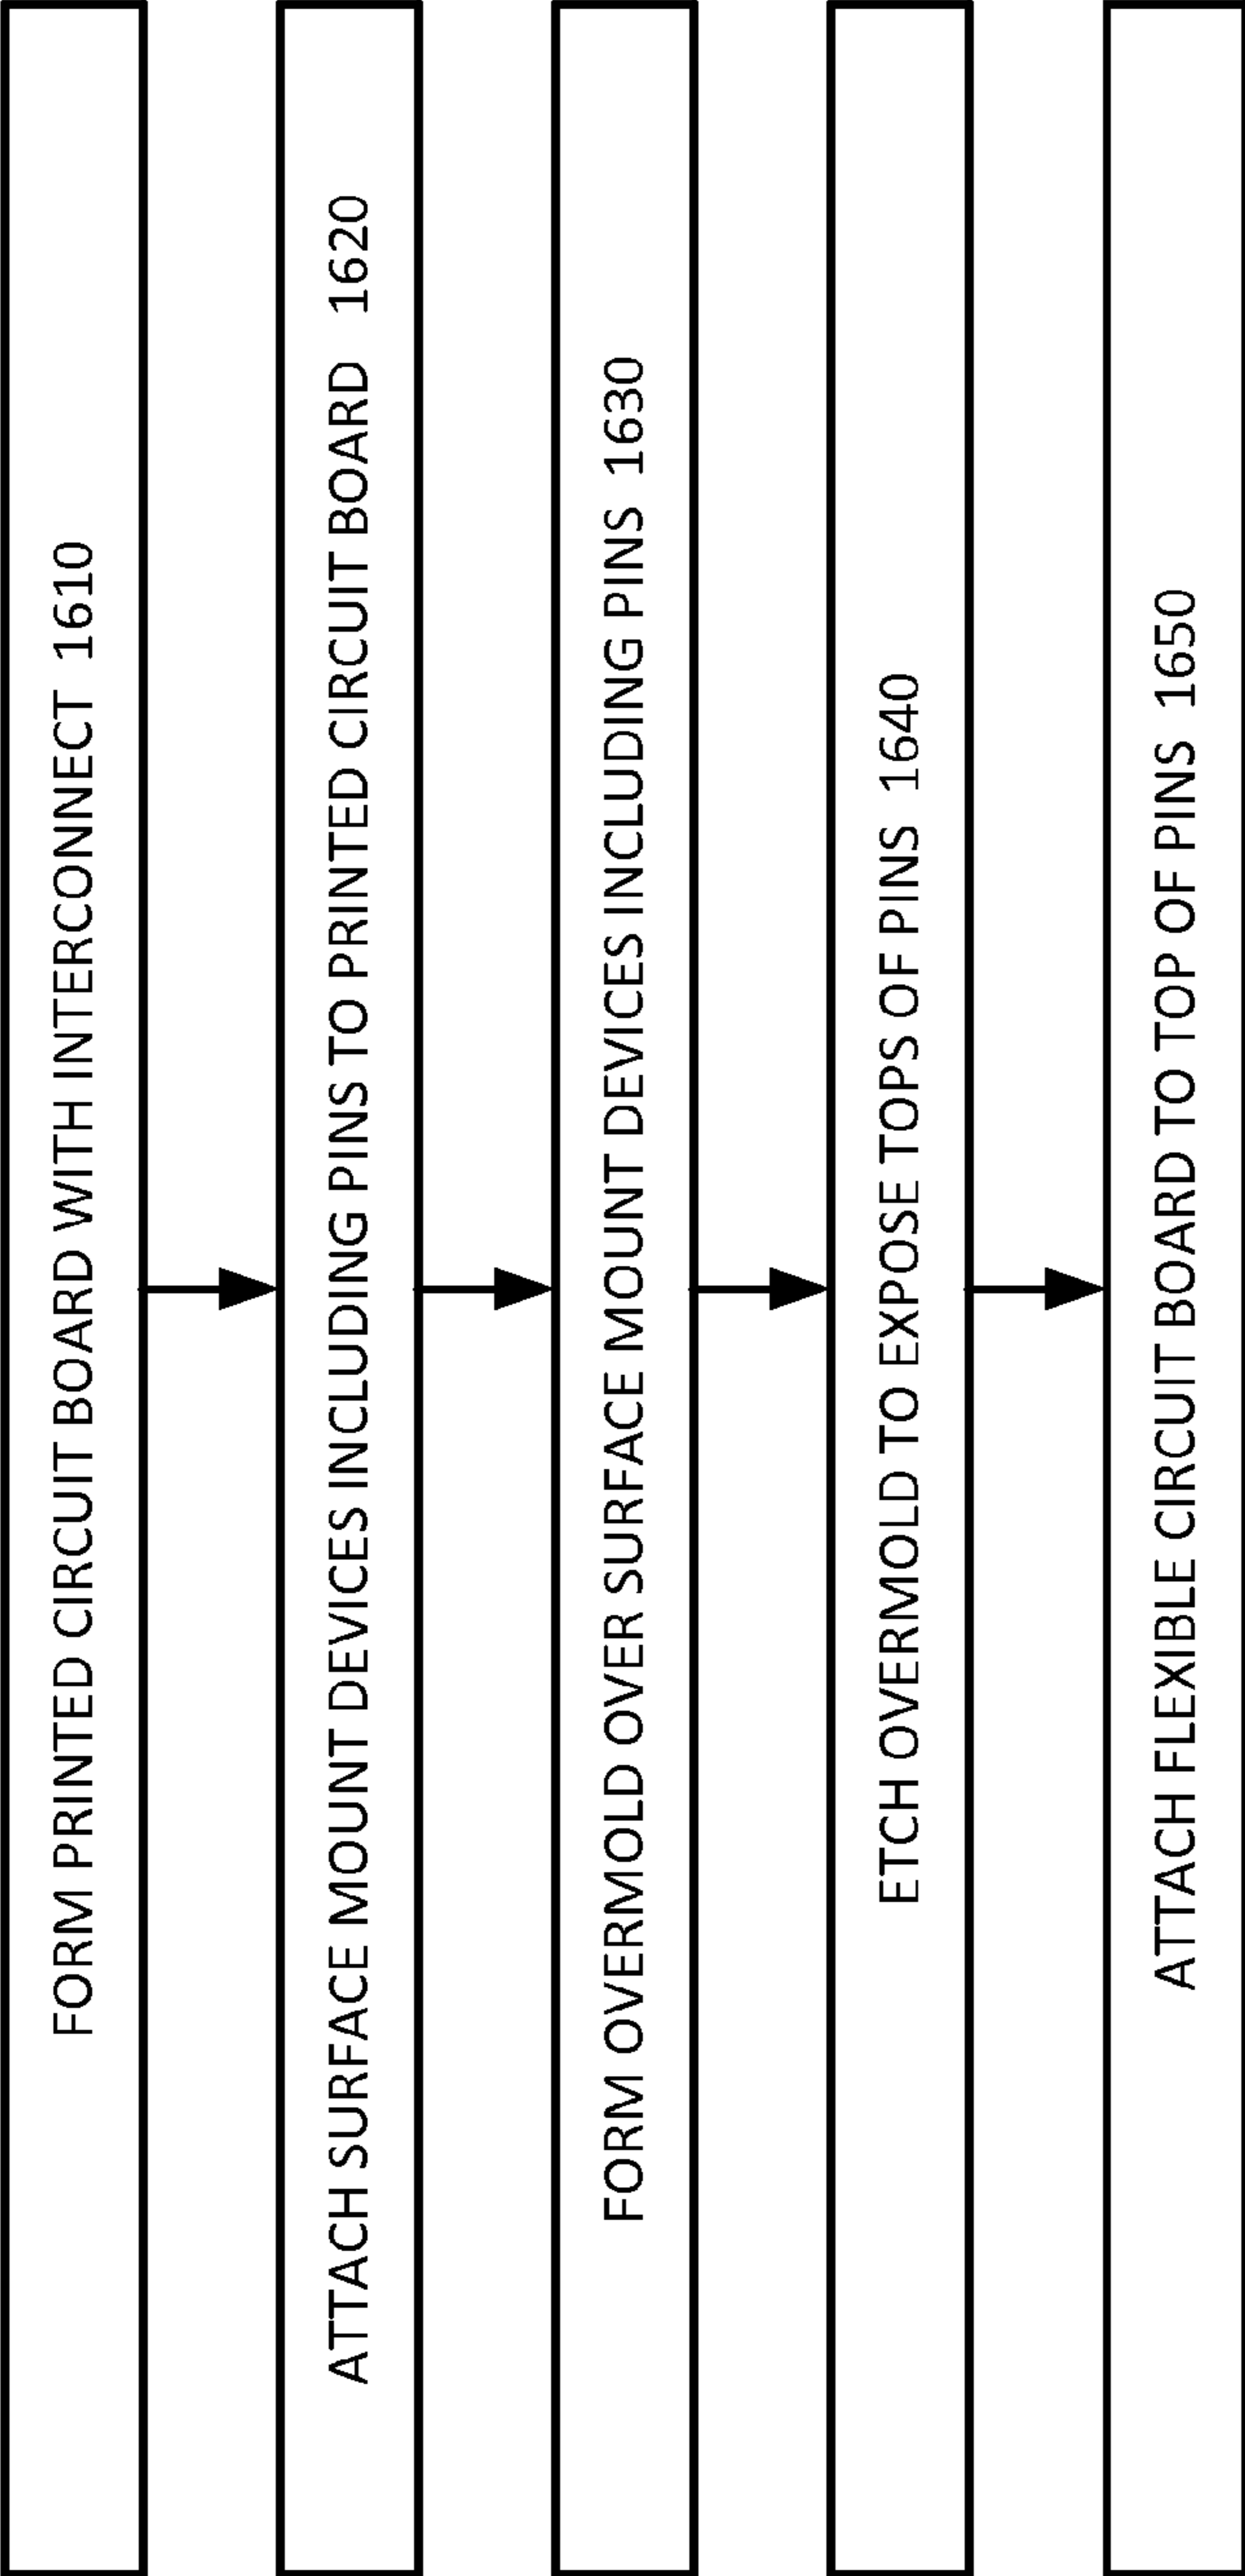 FORM PRINTED CIRCUIT BOARD WITH INTERCONNECT 1610
ATTACH SURFACE MOUNT DEVICES INCLUDING PINS TO PRINTED CIRCUIT BOARD 1620
FORM OVERMOLD OVER SURFACE MOUNT DEVICES INCLUDING PINS 1630
ETCH OVERMOLD TO EXPOSE TOPS OF PINS 1640
ATTACH FLEXIBLE CIRCUIT BOARD TO TOP OF PINS 1650